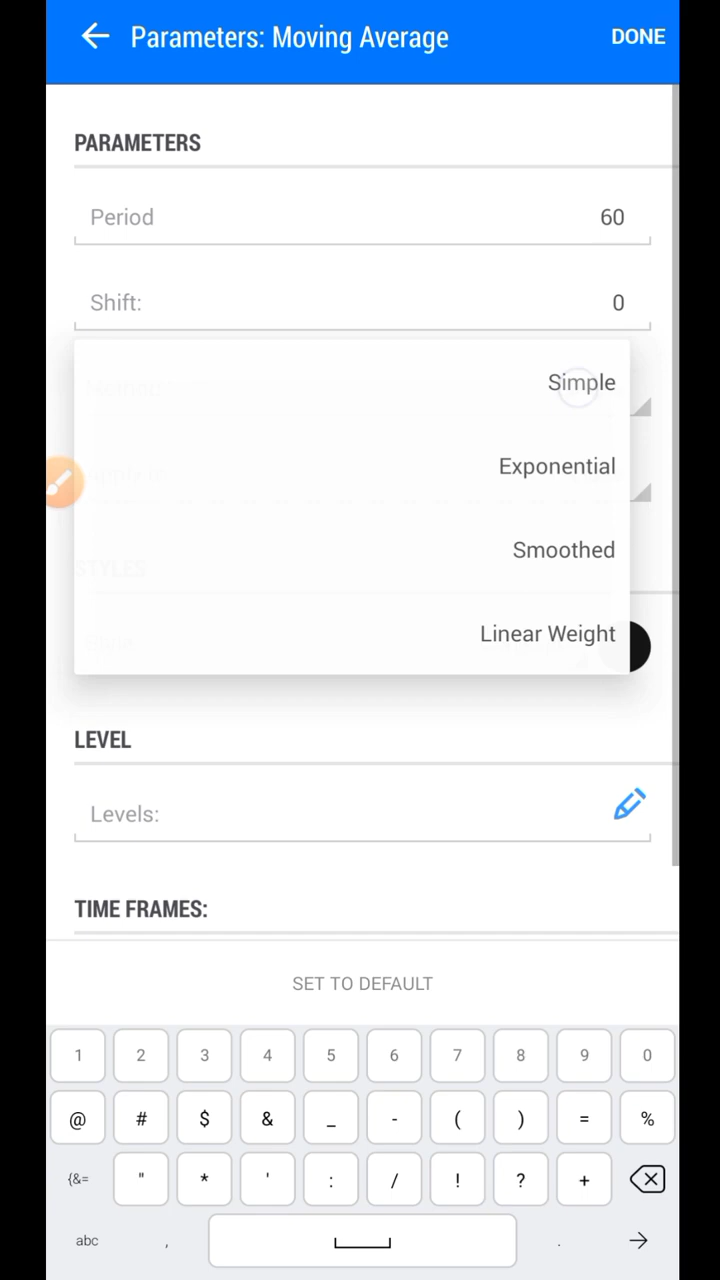 Parameters: Moving Average DONE
PARAMETERS
Period 60
Shift: 0
Simple
Exponential
Smoothed
STYLES
Linear Weight
LEVEL
Levels:
TIME FRAMES:
SET TO DEFAULT
1 2 3 4 5 6 7 8 9 0
@ # $ & _ - ( ) = %
{&= " * ' : / ! ? +
abc , .